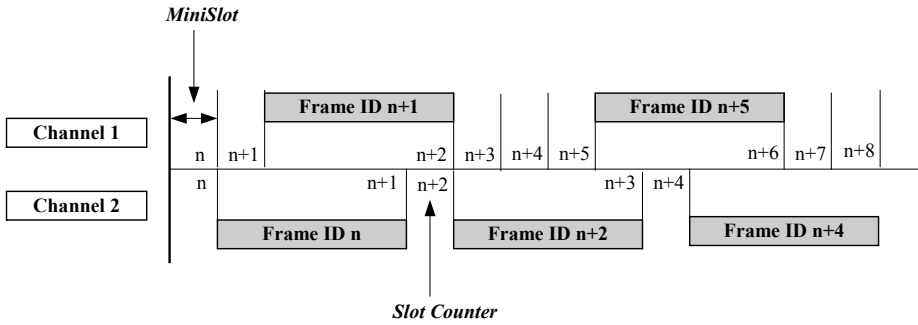 MiniSlot
Frame ID n+1
Frame ID n+5
Channel 1
n
n+1
n+2
n+3
n+4
n+5
n+6
n+7
n+8
n
n+1
n+2
n+3
n+4
Channel 2
Frame ID n
Frame ID n+2
Frame ID n+4
Slot Counter